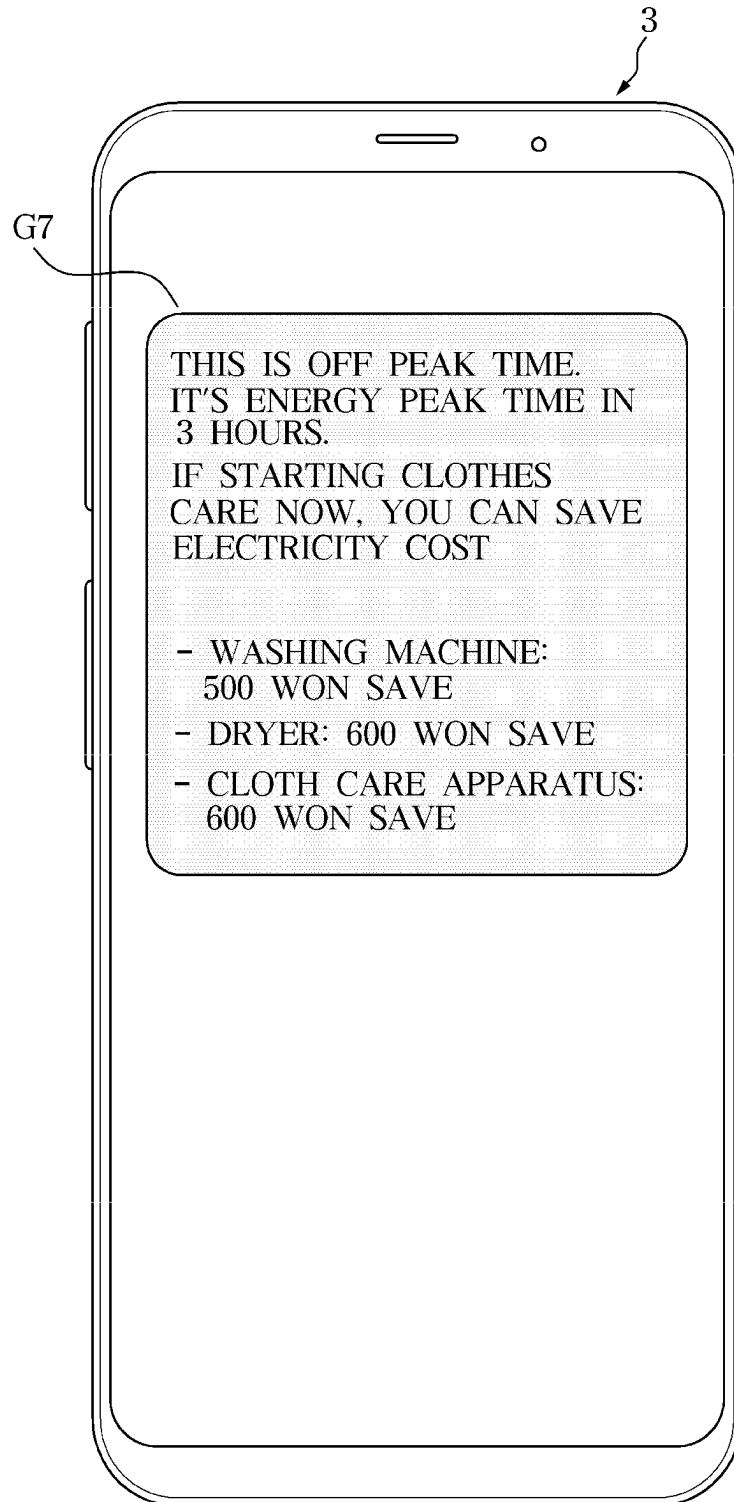 3
G7
THIS IS OFF PEAK TIME.
IT'S ENERGY PEAK TIME IN
3 HOURS.
IF STARTING CLOTHES
CARE NOW, YOU CAN SAVE
ELECTRICITY COST
- WASHING MACHINE:
500 WON SAVE
- DRYER: 600 WON SAVE
- CLOTH CARE APPARATUS:
600 WON SAVE